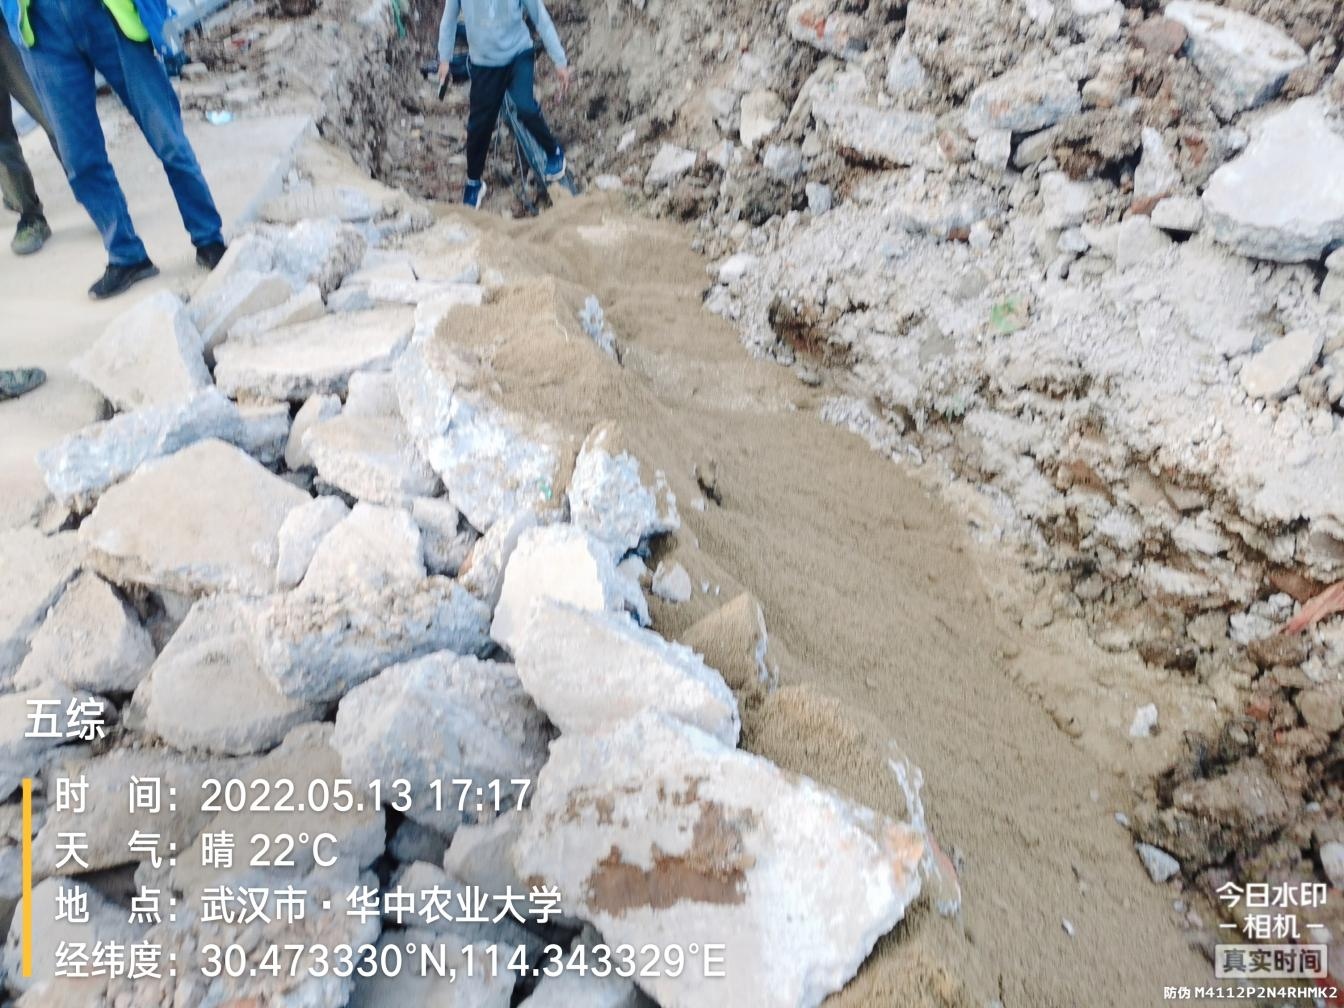 五综
时 间：2022.05.13 17:17
天 气：晴 22℃
地 点：武汉市·华中农业大学
经纬度：30.473330°N,114.343329°E
今日水印
相机
真实时间
防伪 M4112P2N4RHMK2